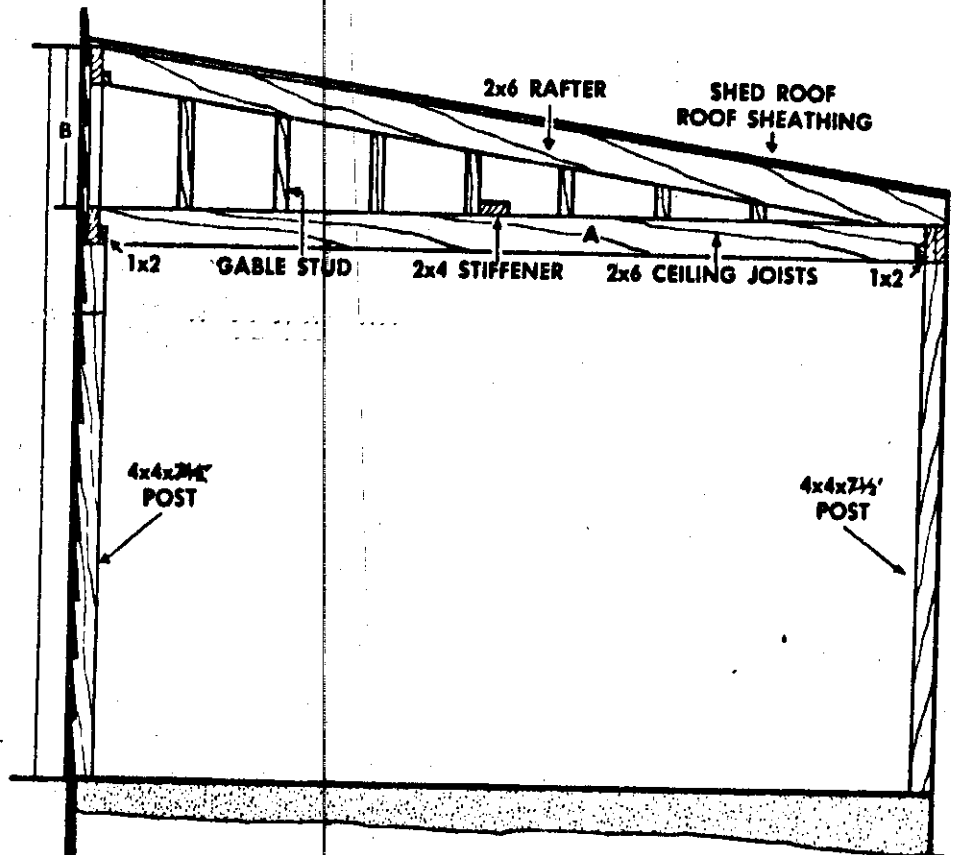 2x6 RAFTER
SHED ROOF
ROOF SHEATHING
B
A
1x2
GABLE STUD
2x4 STIFFENER
2x6 CEILING JOISTS
1x2
POST
4x4x7½'
POST